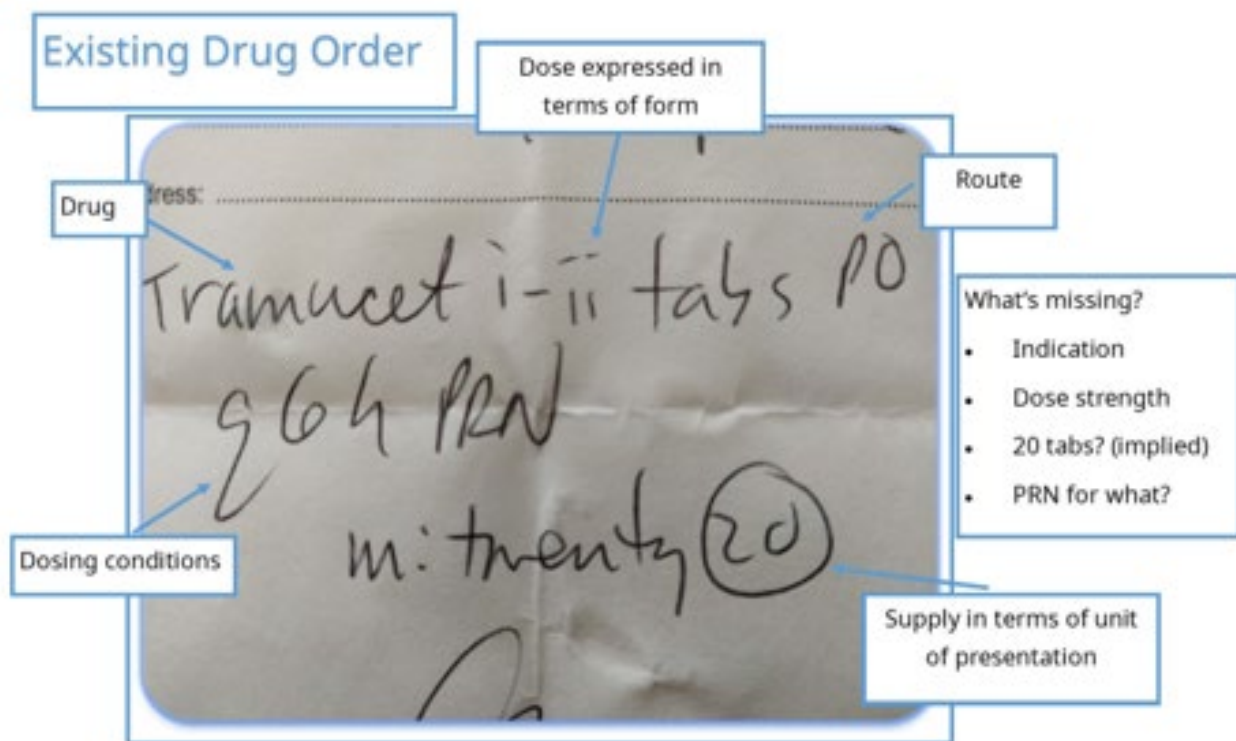 Existing Drug Order
Dose expressed in
terms of form
Route
Drug
dress:
Tramacet i-ii tabs PO
q6h PRN
m: twenty 20
What's missing?
• Indication
• Dose strength
• 20 tabs? (implied)
• PRN for what?
Dosing conditions
Supply in terms of unit
of presentation